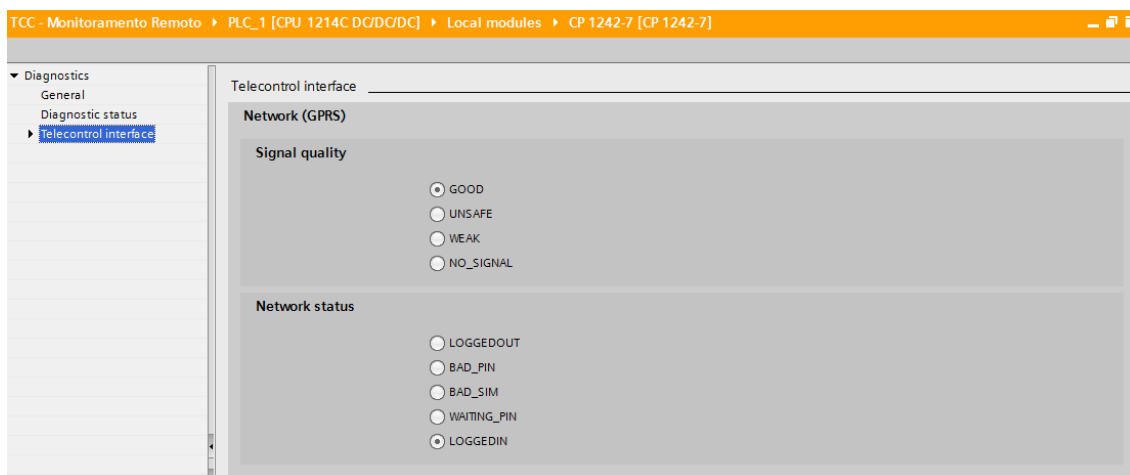 TCC - Monitoramento Remoto ▸ PLC_1 [CPU 1214C DC/DC/DC] ▸ Local modules ▸ CP 1242-7 [CP 1242-7]
Diagnostics
General
Diagnostic status
Telecontrol interface
Telecontrol interface
Network (GPRS)
Signal quality
GOOD
UNSAFE
WEAK
NO_SIGNAL
Network status
LOGGEDOUT
BAD_PIN
BAD_SIM
WAITING_PIN
LOGGEDIN